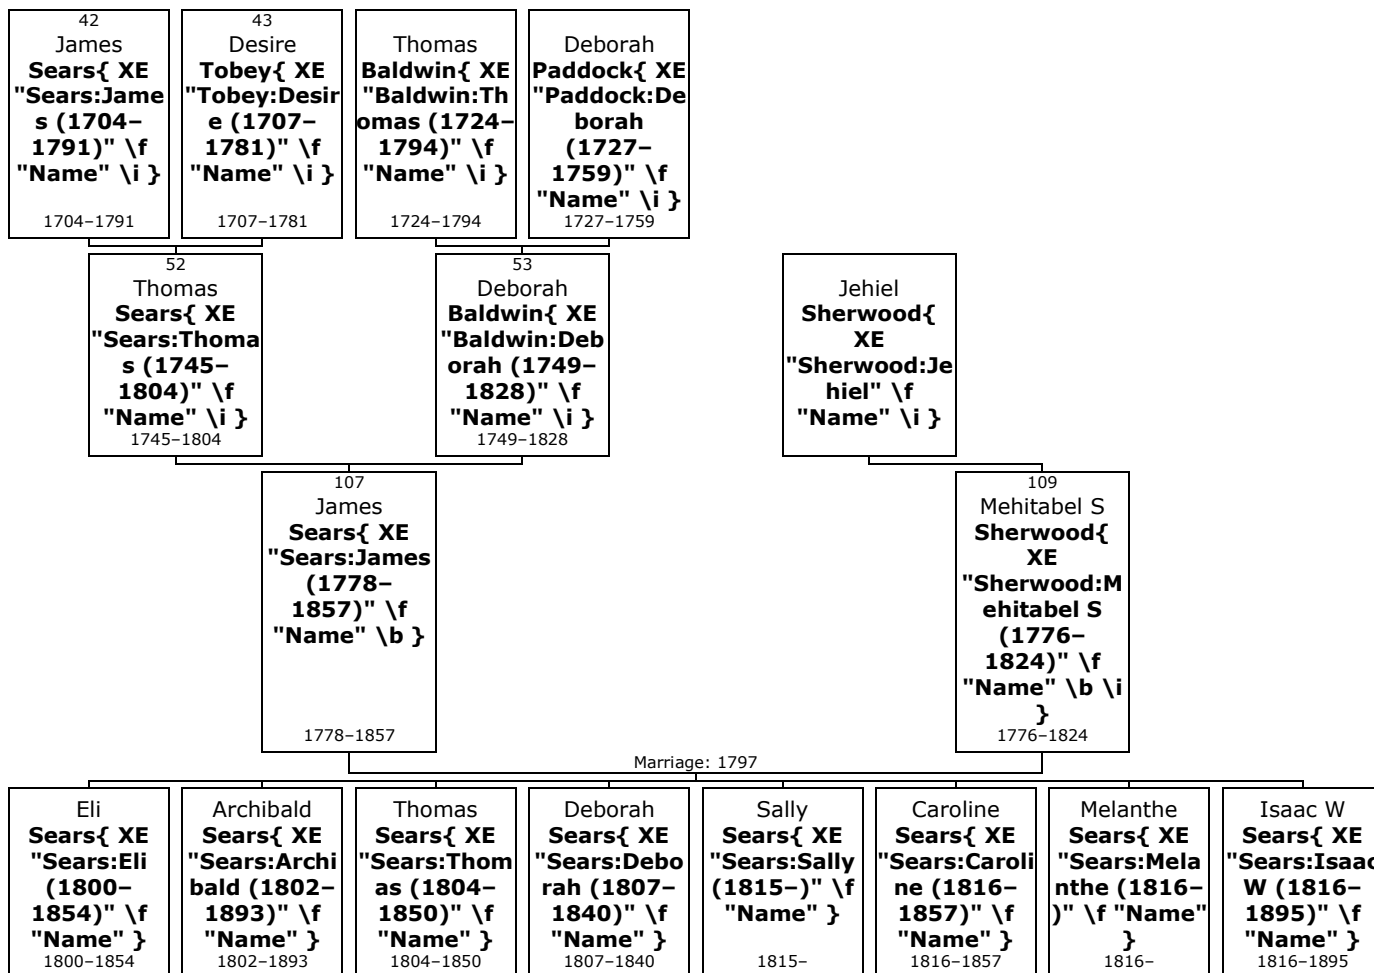 42
James
Sears{ XE
"Sears:Jame
s (1704–
1791)" \f
"Name" \i }
1704–1791
43
Desire
Tobey{ XE
"Tobey:Desir
e (1707–
1781)" \f
"Name" \i }
1707–1781
Thomas
Baldwin{ XE
"Baldwin:Th
omas (1724–
1794)" \f
"Name" \i }
1724–1794
Deborah
Paddock{ XE
"Paddock:De
borah
(1727–
1759)" \f
"Name" \i }
1727–1759
52
Thomas
Sears{ XE
"Sears:Thoma
s (1745–
1804)" \f
"Name" \i }
1745–1804
53
Deborah
Baldwin{ XE
"Baldwin:Deb
orah (1749–
1828)" \f
"Name" \i }
1749–1828
Jehiel
Sherwood{
XE
"Sherwood:Je
hiel" \f
"Name" \i }
107
James
Sears{ XE
"Sears:James
(1778–
1857)" \f
"Name" \b }
1778–1857
109
Mehitabel S
Sherwood{
XE
"Sherwood:M
ehitabel S
(1776–
1824)" \f
"Name" \b \i
}
1776–1824
Marriage: 1797
Eli
Sears{ XE
"Sears:Eli
(1800–
1854)" \f
"Name" }
1800–1854
Archibald
Sears{ XE
"Sears:Archi
bald (1802–
1893)" \f
"Name" }
1802–1893
Thomas
Sears{ XE
"Sears:Thom
as (1804–
1850)" \f
"Name" }
1804–1850
Deborah
Sears{ XE
"Sears:Debo
rah (1807–
1840)" \f
"Name" }
1807–1840
Sally
Sears{ XE
"Sears:Sally
(1815–)" \f
"Name" }
1815–
Caroline
Sears{ XE
"Sears:Caroli
ne (1816–
1857)" \f
"Name" }
1816–1857
Melanthe
Sears{ XE
"Sears:Mela
nthe (1816–
)" \f "Name"
}
1816–
Isaac W
Sears{ XE
"Sears:Isaac
W (1816–
1895)" \f
"Name" }
1816–1895